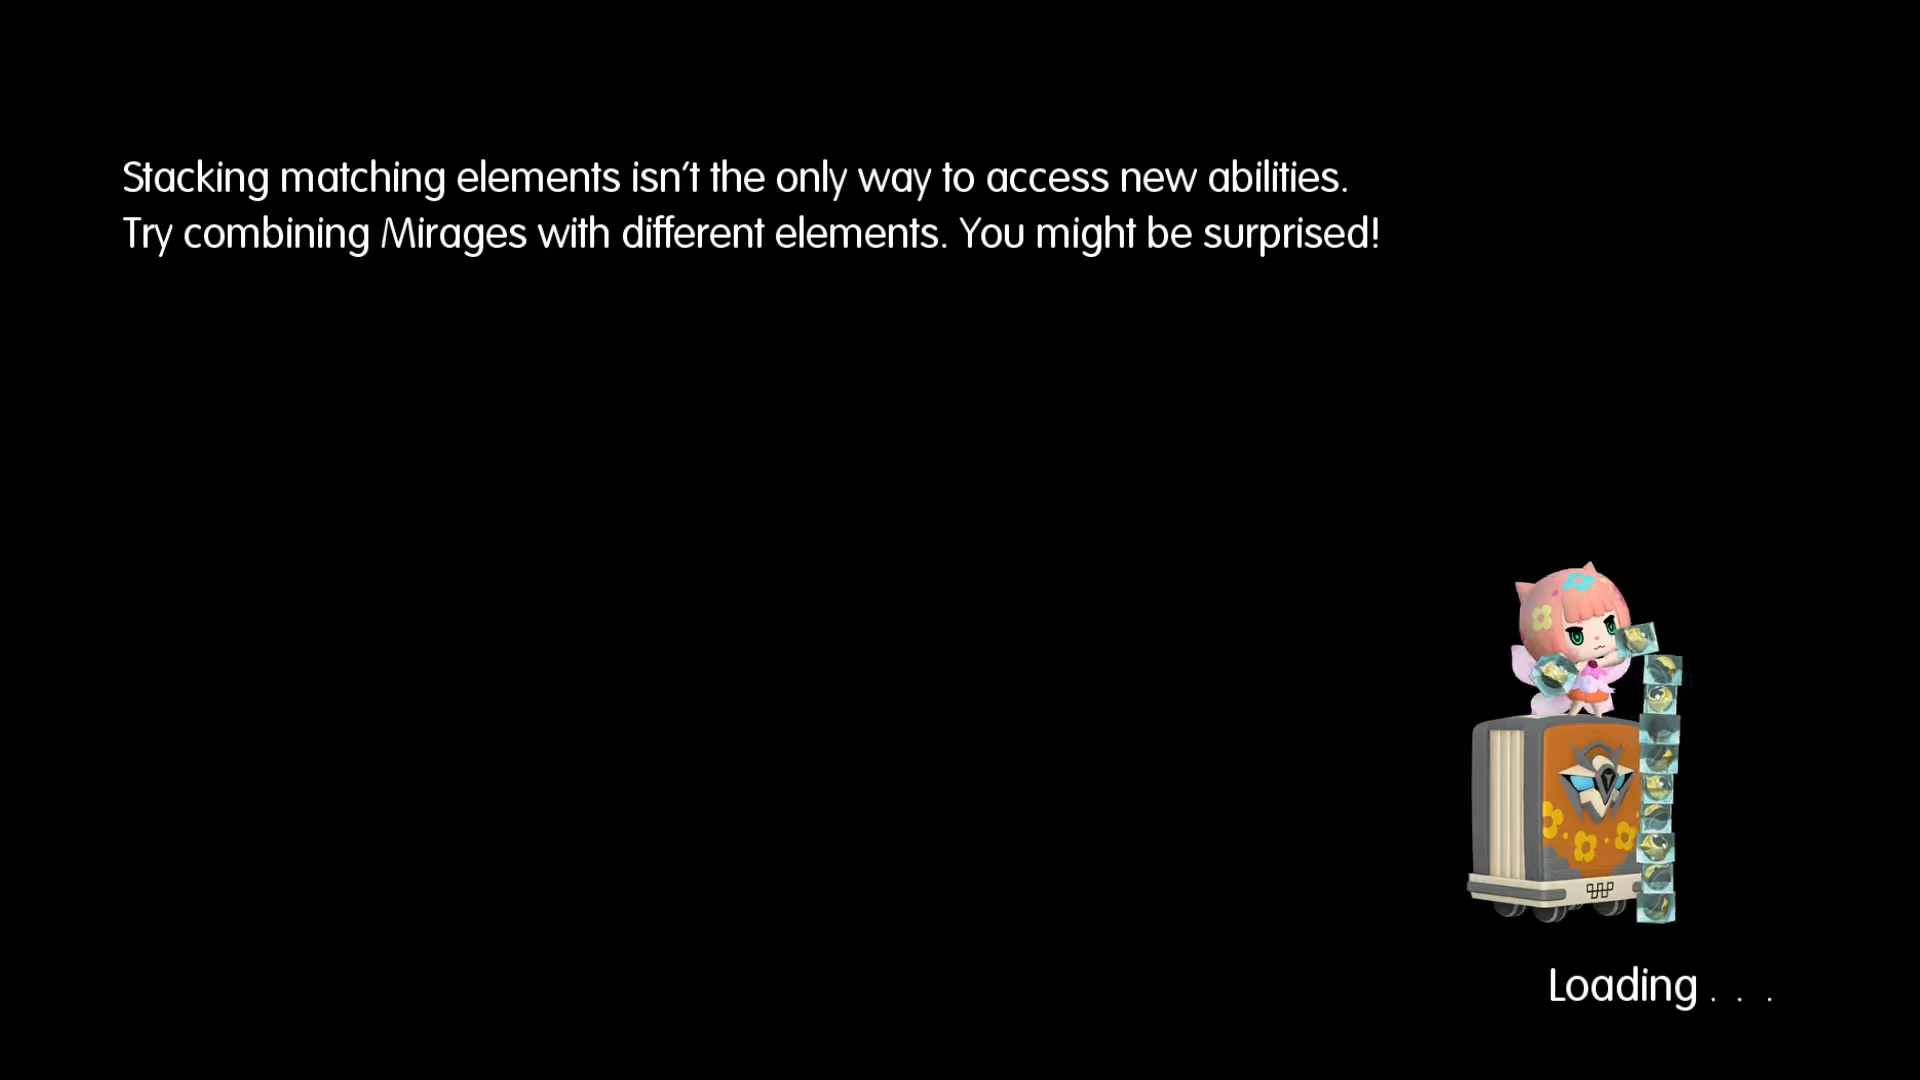 Stacking matching elements isn’t the only way to access new abilities.
Try combining Mirages with different elements. You might be surprised!
Loading . . .